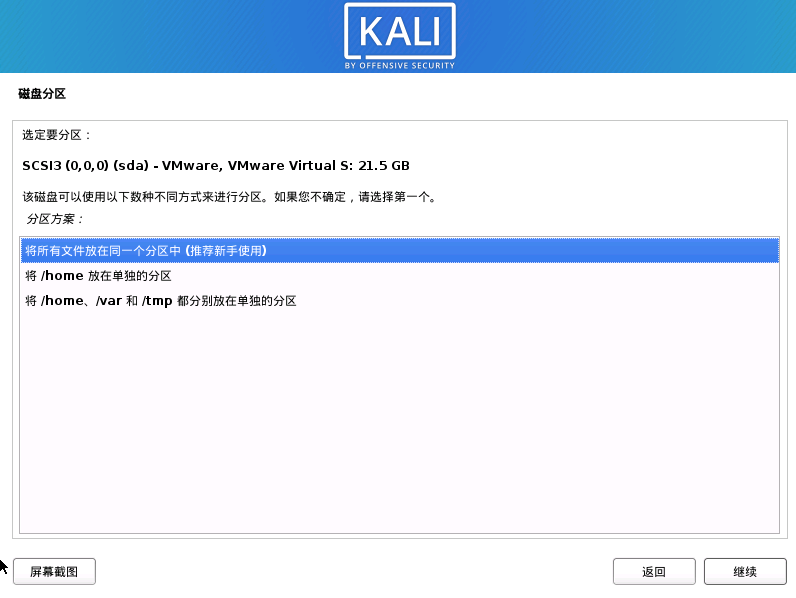 KALI
BY OFFENSIVE SECURITY
磁盘分区
选定要分区：
SCSI3 (0,0,0) (sda) - VMware, VMware Virtual S: 21.5 GB
该磁盘可以使用以下数种不同方式来进行分区。如果您不确定，请选择第一个。
分区方案：
将所有文件放在同一个分区中 (推荐新手使用)
将 /home 放在单独的分区
将 /home、/var 和 /tmp 都分别放在单独的分区
屏幕截图
返回
继续